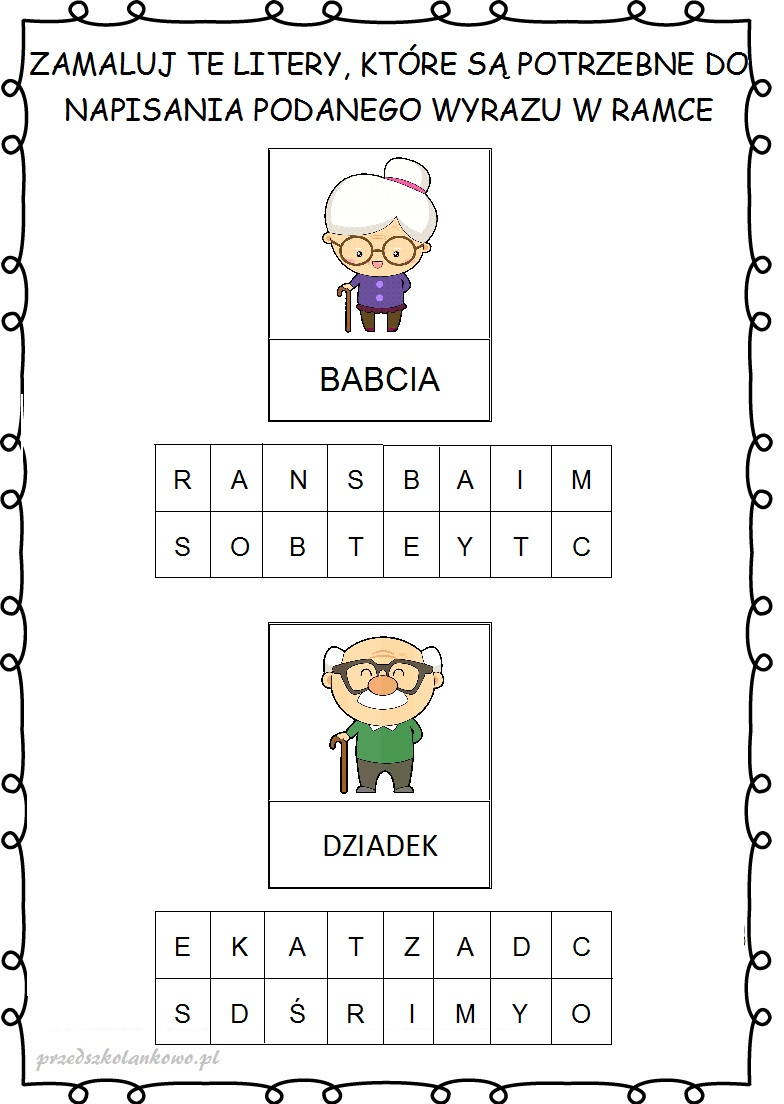 ZAMALUJ TE LITERY, KTÓRE SĄ POTRZEBNE DO
NAPISANIA PODANEGO WYRAZU W RAMCE
BABCIA
R A N S B A I M
S O B T E Y T C
DZIADEK
E K A T Z A D C
S D Ś R I M Y O
przedszkolankowo.pl